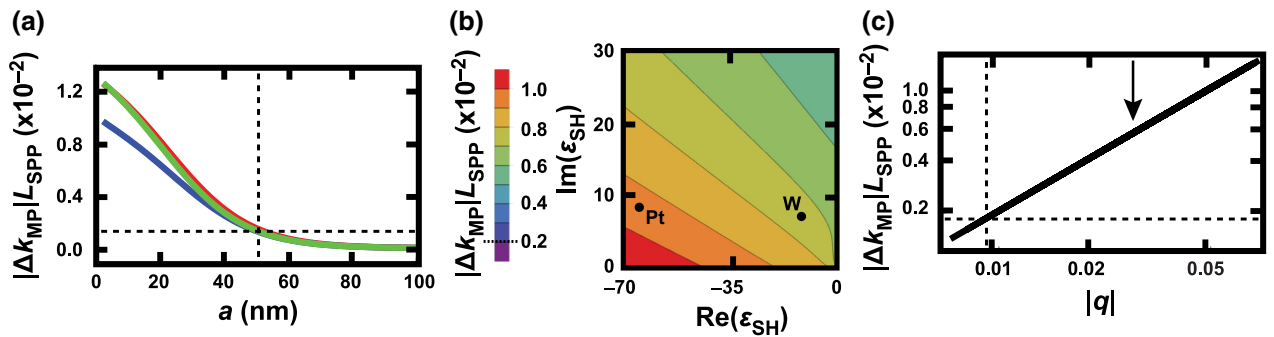 (a)
|Δk_MP|L_SPP (x10⁻²)
1.2
0.8
0.4
0.0
0
20
40
60
80
100
a (nm)
(b)
|Δk_MP|L_SPP (x10⁻²)
1.0
0.8
0.6
0.4
0.2
Im(ε_SH)
30
20
10
0
Pt
W
−70
−35
0
Re(ε_SH)
(c)
|Δk_MP|L_SPP (x10⁻²)
1.0
0.8
0.6
0.4
0.2
0.01
0.02
0.05
|q|